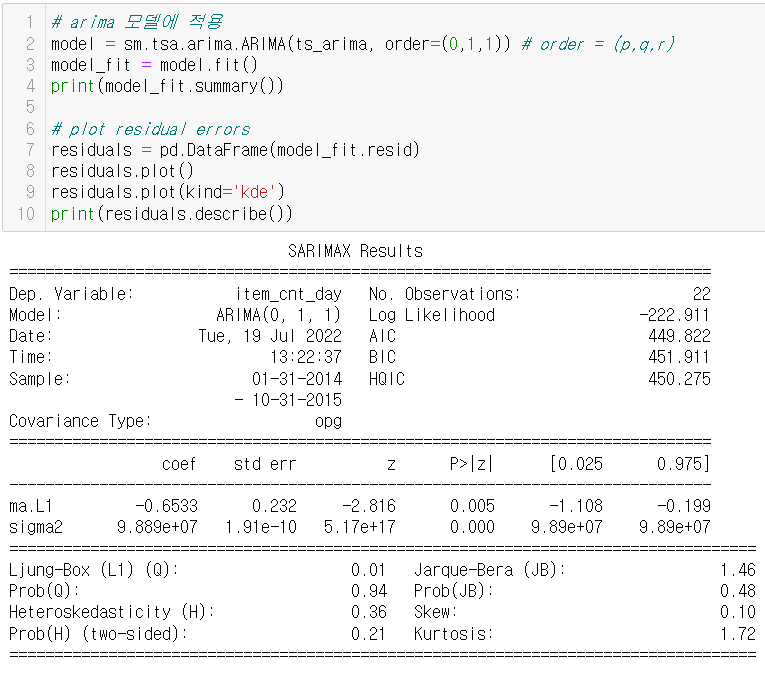 1 # arima 모델에 적용
2 model = sm.tsa.arima.ARIMA(ts_arima, order=(0,1,1)) # order = (p,q,r)
3 model_fit = model.fit()
4 print(model_fit.summary())
5
6 # plot residual errors
7 residuals = pd.DataFrame(model_fit.resid)
8 residuals.plot()
9 residuals.plot(kind='kde')
10 print(residuals.describe())
SARIMAX Results
==============================================================================
Dep. Variable: item_cnt_day No. Observations: 22
Model: ARIMA(0, 1, 1) Log Likelihood -222.911
Date: Tue, 19 Jul 2022 AIC 449.822
Time: 13:22:37 BIC 451.911
Sample: 01-31-2014 HQIC 450.275
- 10-31-2015
Covariance Type: opg
==============================================================================
coef std err z P>|z| [0.025 0.975]
------------------------------------------------------------------------------
ma.L1 -0.6533 0.232 -2.816 0.005 -1.108 -0.199
sigma2 9.889e+07 1.91e-10 5.17e+17 0.000 9.89e+07 9.89e+07
===================================================================================
Ljung-Box (L1) (Q): 0.01 Jarque-Bera (JB): 1.46
Prob(Q): 0.94 Prob(JB): 0.48
Heteroskedasticity (H): 0.36 Skew: 0.10
Prob(H) (two-sided): 0.21 Kurtosis: 1.72
===================================================================================